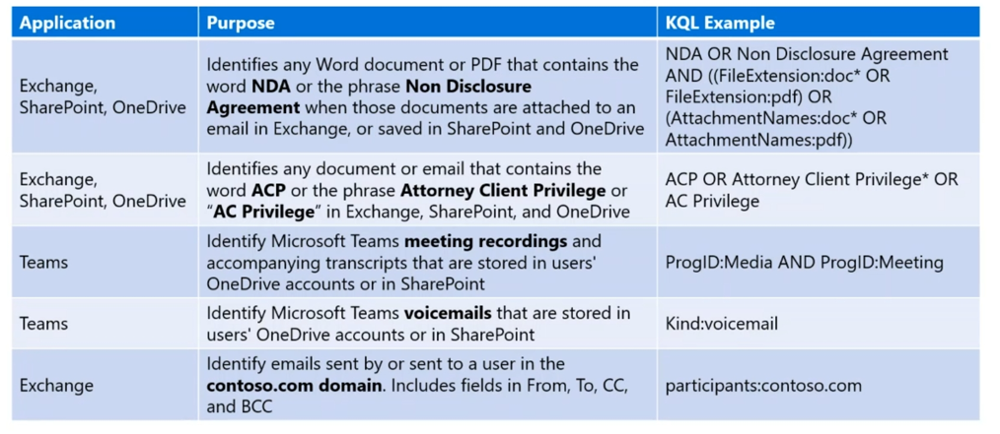 Application Purpose KQL Example
Exchange,
SharePoint, OneDrive
Identifies any Word document or PDF that contains the
word NDA or the phrase Non Disclosure
Agreement when those documents are attached to an
email in Exchange, or saved in SharePoint and OneDrive
NDA OR Non Disclosure Agreement
AND ((FileExtension:doc* OR
FileExtension:pdf) OR
(AttachmentNames:doc* OR
AttachmentNames:pdf))
Exchange,
SharePoint, OneDrive
Identifies any document or email that contains the
word ACP or the phrase Attorney Client Privilege or
“AC Privilege” in Exchange, SharePoint, and OneDrive
ACP OR Attorney Client Privilege* OR
AC Privilege
Teams
Identify Microsoft Teams meeting recordings and
accompanying transcripts that are stored in users'
OneDrive accounts or in SharePoint
ProgID:Media AND ProgID:Meeting
Teams
Identify Microsoft Teams voicemails that are stored in
users' OneDrive accounts or in SharePoint
Kind:voicemail
Exchange
Identify emails sent by or sent to a user in the
contoso.com domain. Includes fields in From, To, CC,
and BCC
participants:contoso.com